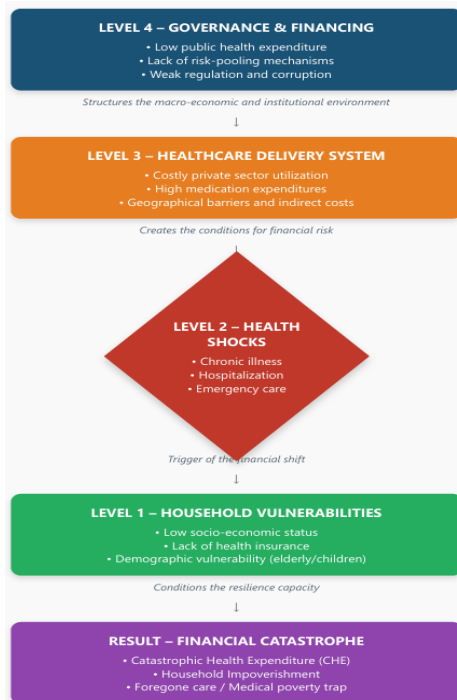 LEVEL 4 – GOVERNANCE & FINANCING
• Low public health expenditure
• Lack of risk-pooling mechanisms
• Weak regulation and corruption
Structures the macro-economic and institutional environment
↓
LEVEL 3 – HEALTHCARE DELIVERY SYSTEM
• Costly private sector utilization
• High medication expenditures
• Geographical barriers and indirect costs
Creates the conditions for financial risk
LEVEL 2 – HEALTH
SHOCKS
• Chronic illness
• Hospitalization
• Emergency care
Trigger of the financial shift
↓
LEVEL 1 – HOUSEHOLD VULNERABILITIES
• Low socio-economic status
• Lack of health insurance
• Demographic vulnerability (elderly/children)
Conditions the resilience capacity
↓
RESULT – FINANCIAL CATASTROPHE
• Catastrophic Health Expenditure (CHE)
• Household Impoverishment
• Foregone care / Medical poverty trap